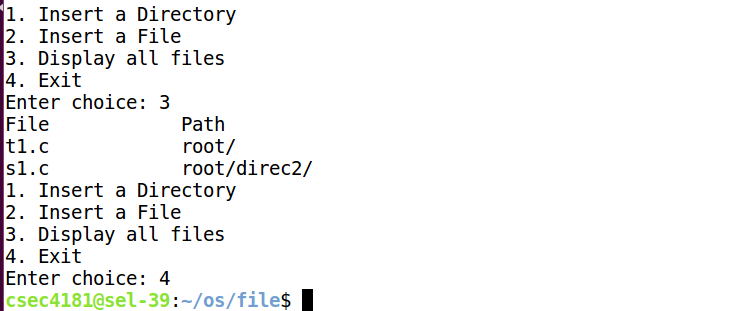 1. Insert a Directory
2. Insert a File
3. Display all files
4. Exit
Enter choice: 3
File            Path
t1.c            root/
s1.c            root/direc2/
1. Insert a Directory
2. Insert a File
3. Display all files
4. Exit
Enter choice: 4
csec4181@sel-39:~/os/file$